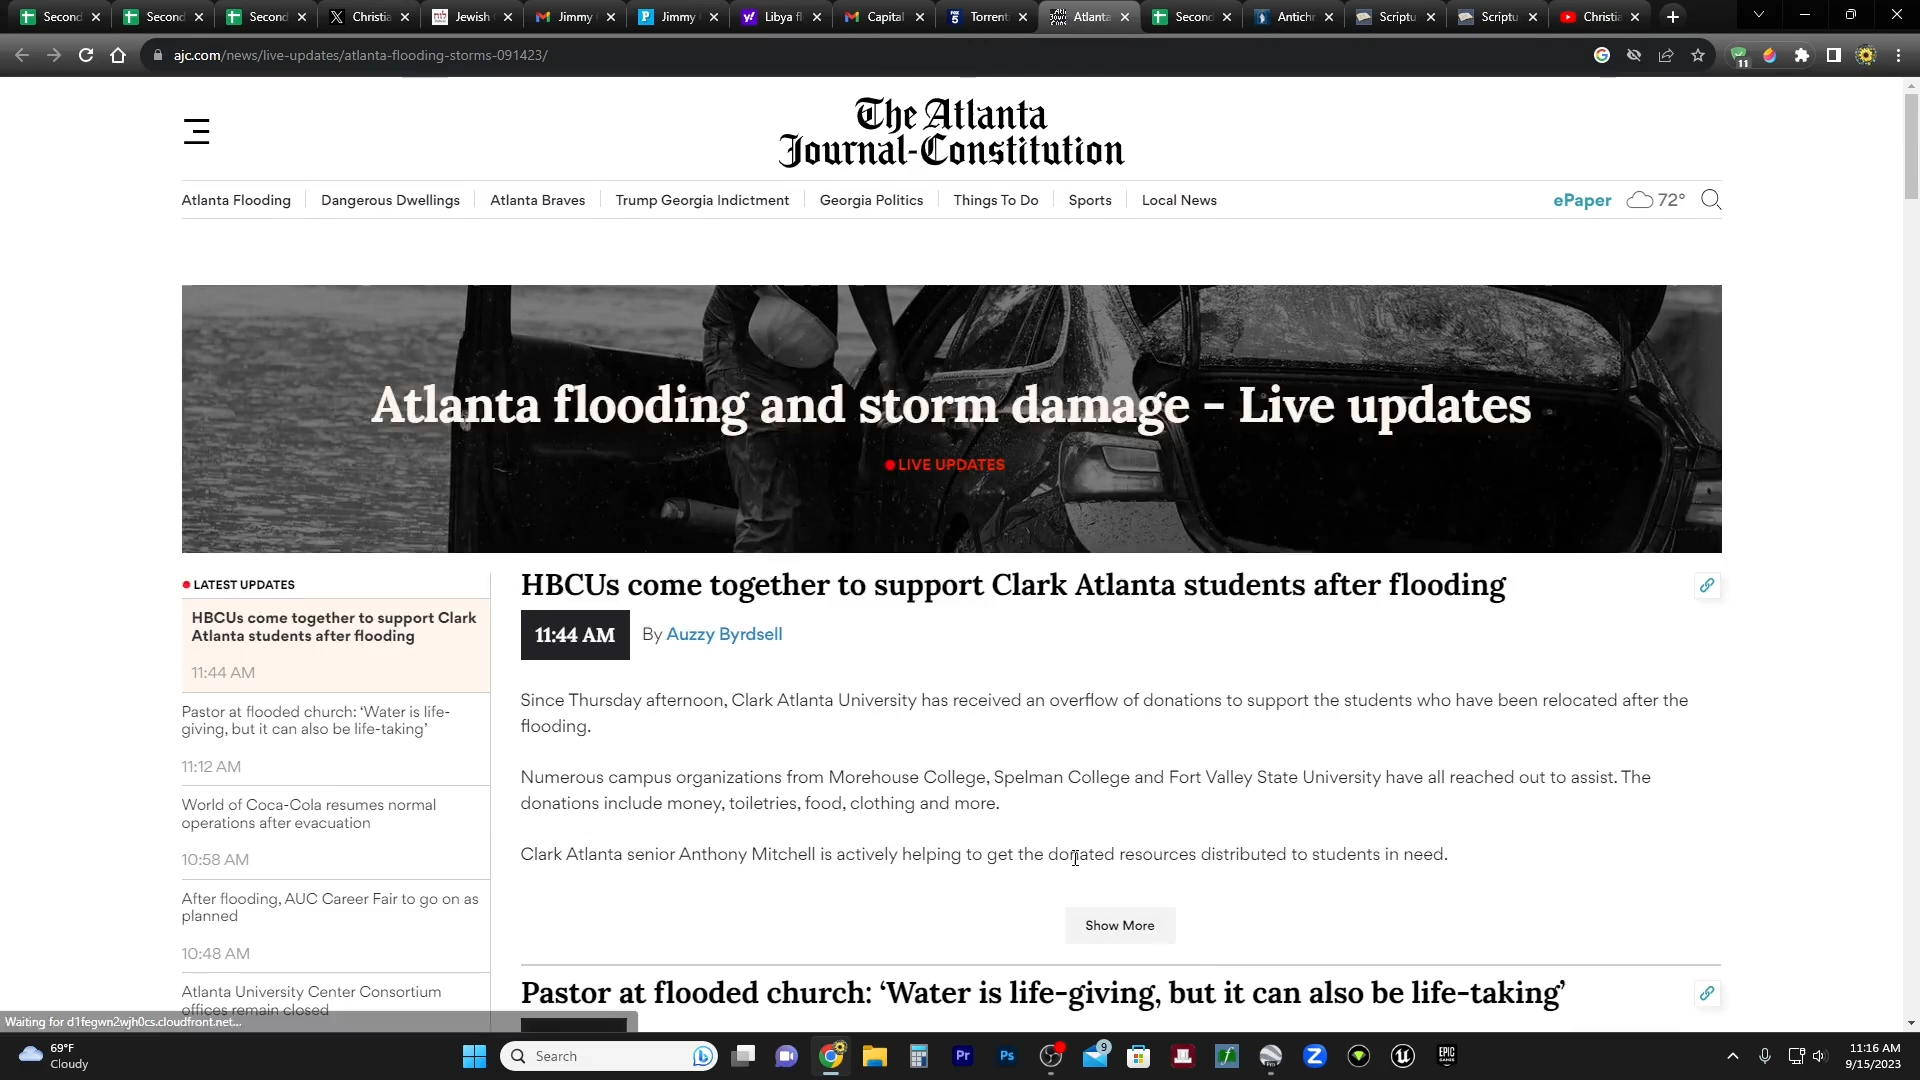 Second
Second
Second
Christia
Jewish
Jimmy
Jimmy
Libya fl
Capital
Torrent
Atlanta
Second
Antichr
Scriptu
Scriptu
Christia
ajc.com/news/live-updates/atlanta-flooding-storms-091423/
11
The Atlanta
Journal-Constitution
Atlanta Flooding
Dangerous Dwellings
Atlanta Braves
Trump Georgia Indictment
Georgia Politics
Things To Do
Sports
Local News
ePaper
72°
Atlanta flooding and storm damage – Live updates
LIVE UPDATES
LATEST UPDATES
HBCUs come together to support Clark
Atlanta students after flooding
11:44 AM
Pastor at flooded church: ‘Water is life-
giving, but it can also be life-taking’
11:12 AM
World of Coca-Cola resumes normal
operations after evacuation
10:58 AM
After flooding, AUC Career Fair to go on as
planned
10:48 AM
Atlanta University Center Consortium
offices remain closed
HBCUs come together to support Clark Atlanta students after flooding
11:44 AM
By Auzzy Byrdsell
Since Thursday afternoon, Clark Atlanta University has received an overflow of donations to support the students who have been relocated after the
flooding.
Numerous campus organizations from Morehouse College, Spelman College and Fort Valley State University have all reached out to assist. The
donations include money, toiletries, food, clothing and more.
Clark Atlanta senior Anthony Mitchell is actively helping to get the donated resources distributed to students in need.
Show More
Pastor at flooded church: ‘Water is life-giving, but it can also be life-taking’
Waiting for d1fegwn2wjh0cs.cloudfront.net...
69°F
Cloudy
Search
Pr
Ps
9
Z
EPIC
GAMES
11:16 AM
9/15/2023